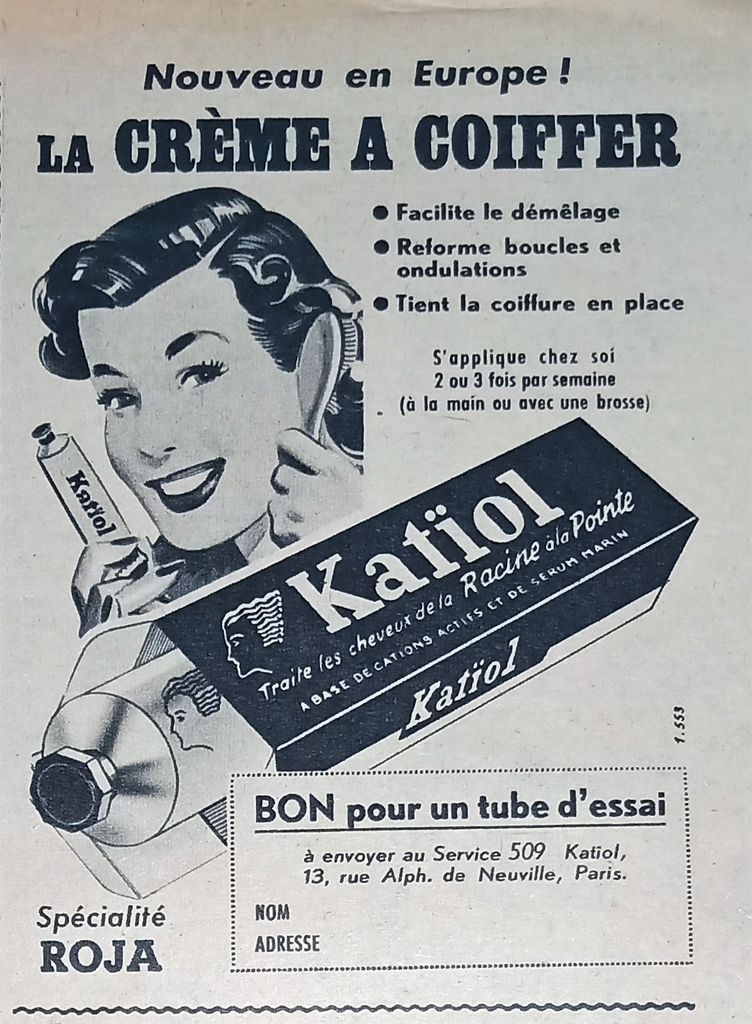 Nouveau en Europe !
LA CRÈME A COIFFER
• Facilite le démêlage
• Reforme boucles et
ondulations
• Tient la coiffure en place
S'applique chez soi
2 ou 3 fois par semaine
(à la main ou avec une brosse)
Katïol
Katïol
Traite les cheveux de la Racine à la Pointe
A BASE DE CATIONS ACTIFS ET DE SERUM MARIN
Katïol
1.553
BON pour un tube d'essai
à envoyer au Service 509 Katïol,
13, rue Alph. de Neuville, Paris.
NOM
ADRESSE
Spécialité
ROJA